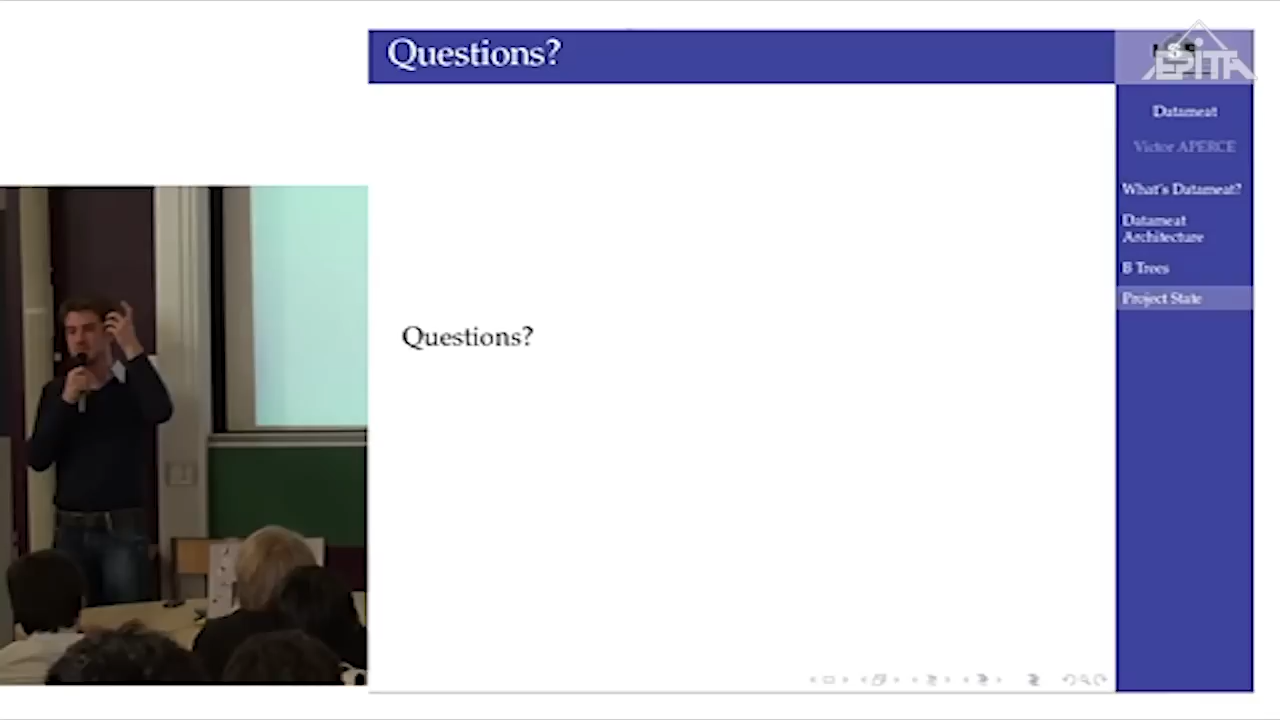 Questions?
EPITA
Datameat
Victor APERCE
What's Datameat?
Datameat
Architecture
B Trees
Project State
Questions?